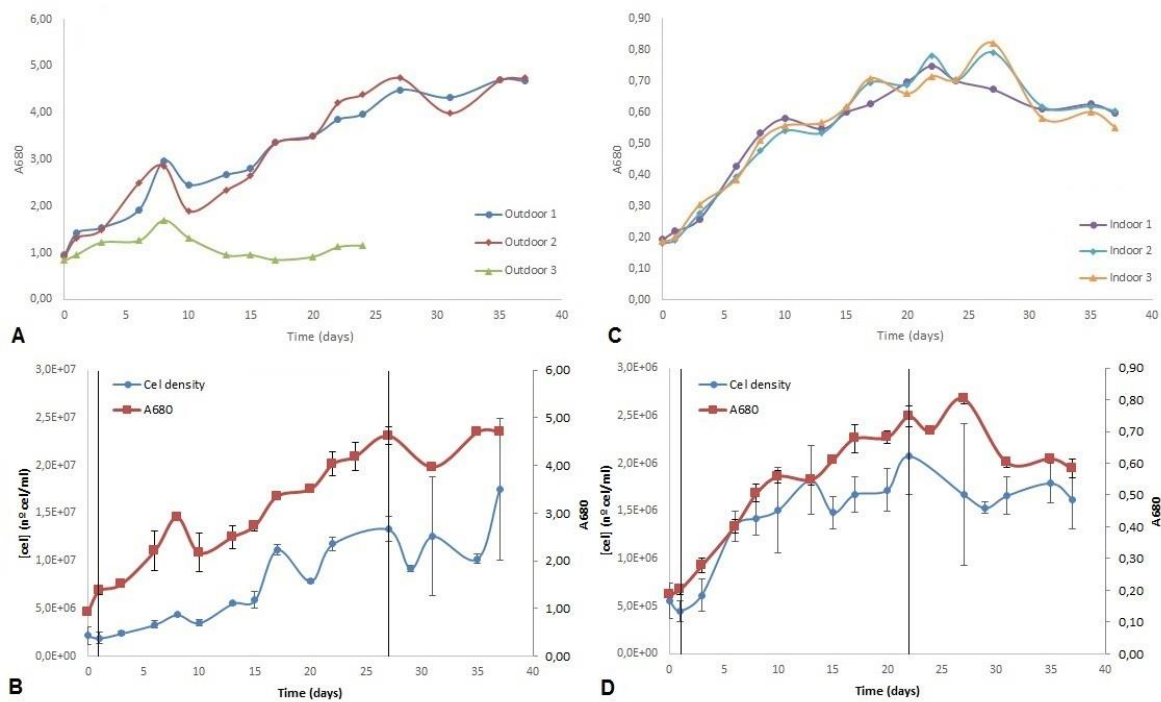 6,00
5,00
4,00
3,00
2,00
1,00
0,00
A680
0 5 10 15 20 25 30 35 40
Time (days)
Outdoor 1
Outdoor 2
Outdoor 3
A
0,90
0,80
0,70
0,60
0,50
0,40
0,30
0,20
0,10
0,00
A680
0 5 10 15 20 25 30 35 40
Time (days)
Indoor 1
Indoor 2
Indoor 3
C
3,0E+07
2,5E+07
2,0E+07
1,5E+07
1,0E+07
5,0E+06
0,0E+00
[cel] (nº cel/ml)
Cel density
A680
6,00
5,00
4,00
3,00
2,00
1,00
0,00
A680
0 5 10 15 20 25 30 35 40
Time (days)
B
3,0E+06
2,5E+06
2,0E+06
1,5E+06
1,0E+06
5,0E+05
0,0E+00
[cel] (nº cel/ml)
Cel density
A680
0,90
0,80
0,70
0,60
0,50
0,40
0,30
0,20
0,10
0,00
A680
0 5 10 15 20 25 30 35 40
Time (days)
D